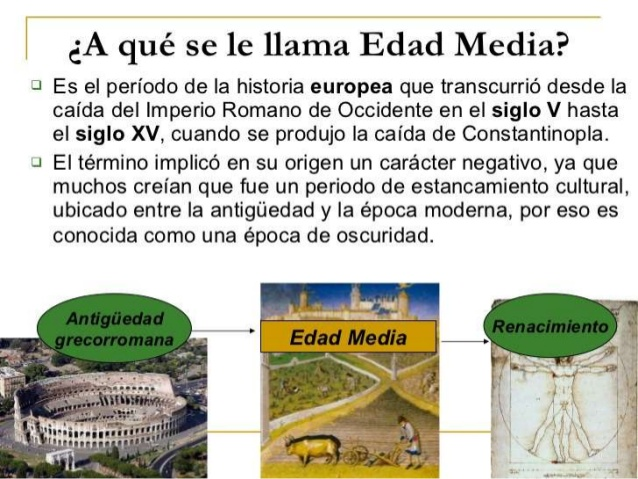 ¿A qué se le llama Edad Media?
Es el período de la historia europea que transcurrió desde la
caída del Imperio Romano de Occidente en el siglo V hasta
el siglo XV, cuando se produjo la caída de Constantinopla.
El término implicó en su origen un carácter negativo, ya que
muchos creían que fue un periodo de estancamiento cultural,
ubicado entre la antigüedad y la época moderna, por eso es
conocida como una época de oscuridad.
Antigüedad
grecorromana
Edad Media
Renacimiento